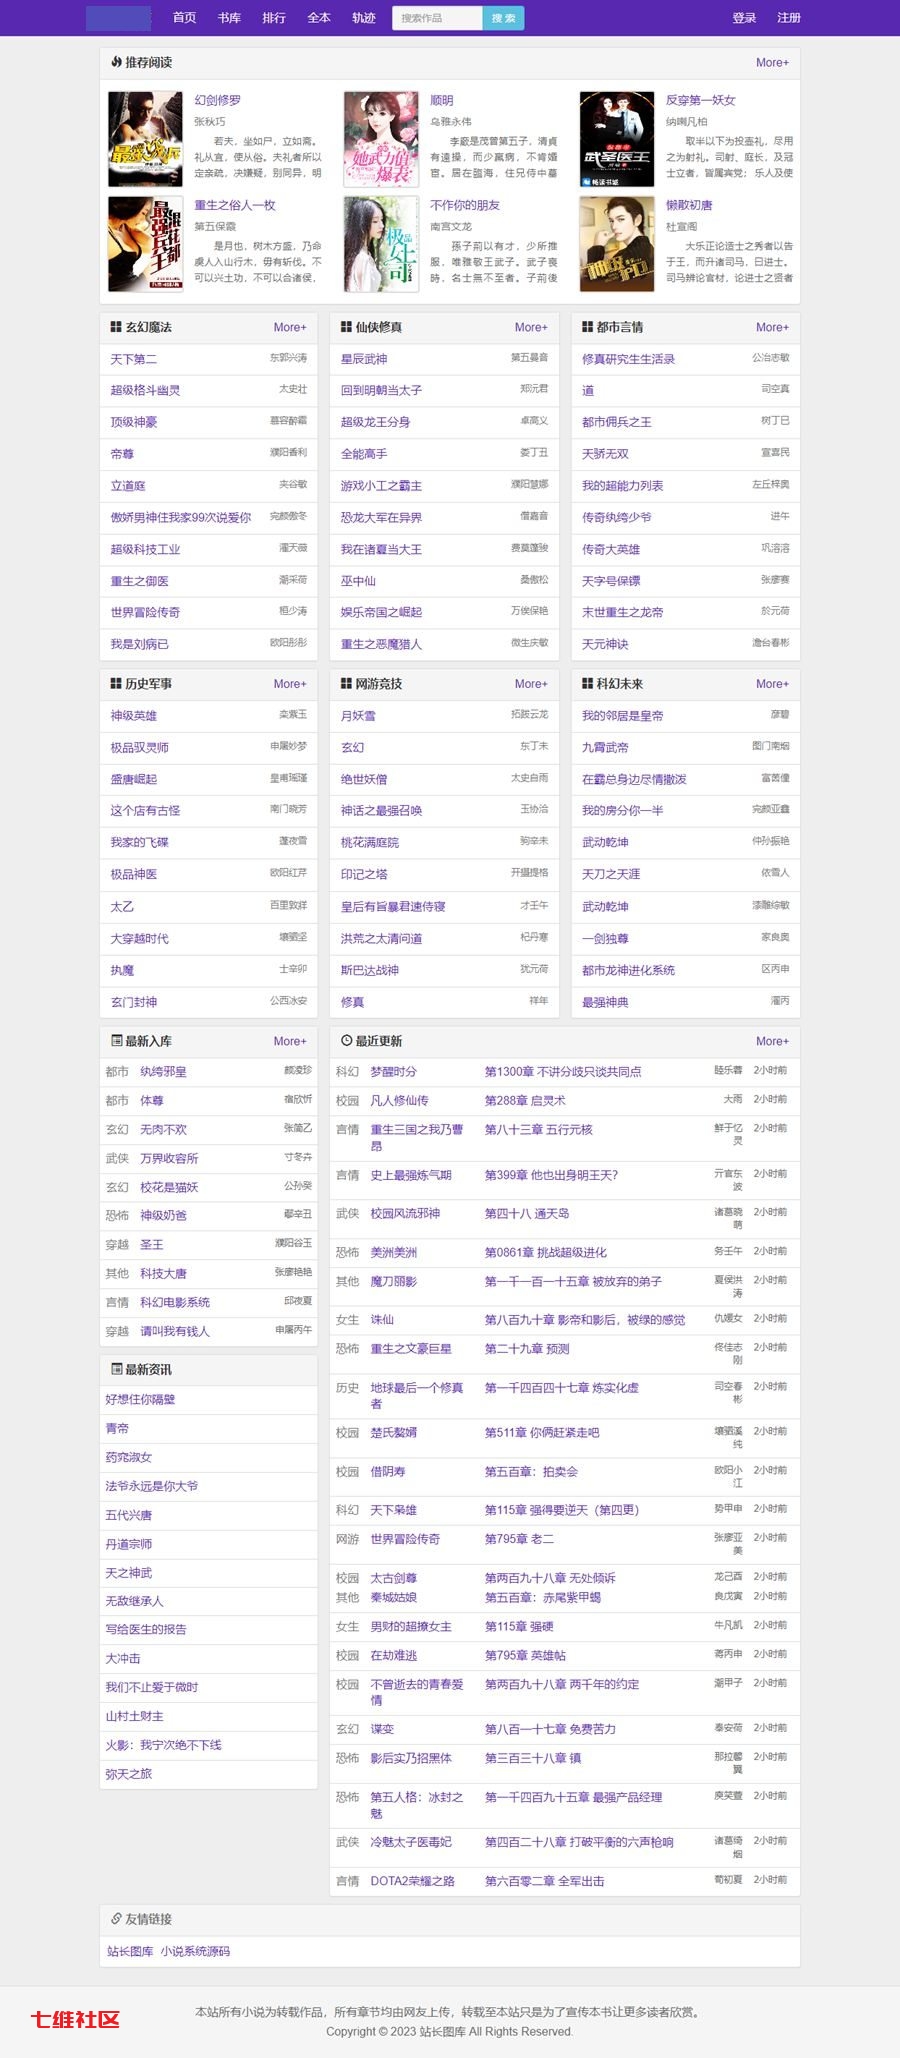 首页 书库 排行 全本 轨迹 搜索作品 搜 索 登录 注册
推荐阅读 More+
幻剑修罗
张秋巧
若夫，坐如尸，立如斋。
礼从宜，使从俗。夫礼者所以
定亲疏，决嫌疑，别同异，明
顺明
乌雅永伟
李敳是茂曾第五子，清貞
有遠操，而少羸病，不肯婚
宦。居在臨海，住兄侍中墓
反穿第一妖女
纳喇凡柏
取半以下为投壶礼，尽用
之为射礼。司射、庭长，及冠
士立者，皆属宾党；乐人及使
重生之俗人一枚
第五保霞
是月也，树木方盛，乃命
虞人入山行木，毋有斩伐。不
可以兴土功，不可以合诸侯，
不作你的朋友
南宫文龙
孫子荊以有才，少所推
服，唯雅敬王武子。武子喪
時，名士無不至者。子荊後
懒散初唐
杜宣阁
大乐正论造士之秀者以告
于王，而升诸司马，曰进士。
司马辨论官材，论进士之贤者
玄幻魔法 More+
天下第二 东郭兴涛
超级格斗幽灵 太史壮
顶级神豪 慕容醉霜
帝尊 濮阳香利
立道庭 夹谷敏
傲娇男神住我家99次说爱你 完颜傲冬
超级科技工业 濯天薇
重生之御医 潮采荷
世界冒险传奇 桓少涛
我是刘病已 欧阳彤彤
仙侠修真 More+
星辰武神 第五曼音
回到明朝当太子 郑沅君
超级龙王分身 卓高义
全能高手 娄丁丑
游戏小工之霸主 濮阳慧娜
恐龙大军在异界 僧嘉音
我在诸夏当大王 费莫蓬骏
巫中仙 桑傲松
娱乐帝国之崛起 万俟保艳
重生之恶魔猎人 微生庆敏
都市言情 More+
修真研究生生活录 公冶志敏
道 司空真
都市佣兵之王 树丁巳
天骄无双 宣喜民
我的超能力列表 左丘梓奥
传奇纨绔少爷 进午
传奇大英雄 巩溶溶
天字号保镖 张廖赛
末世重生之龙帝 於元荷
天元神诀 澹台春彬
历史军事 More+
神级英雄 栾紫玉
极品驭灵师 申屠妙梦
盛唐崛起 皇甫瑶瑾
这个店有古怪 南门晓芳
我家的飞碟 蓬夜雪
极品神医 欧阳红芹
太乙 百里敦牂
大穿越时代 壤驷坚
执魔 士辛卯
玄门封神 公西冰安
网游竞技 More+
月妖雪 拓跋云龙
玄幻 东丁未
绝世妖僧 太史自雨
神话之最强召唤 玉协洽
桃花满庭院 驹辛未
印记之塔 开摄提格
皇后有旨暴君速侍寝 才壬午
洪荒之太清问道 杞丹寒
斯巴达战神 犹元荷
修真 祥年
科幻未来 More+
我的邻居是皇帝 彦碧
九霄武帝 图门南烟
在霸总身边尽情撒泼 富茵僮
我的房分你一半 完颜亚鑫
武动乾坤 仲孙振艳
天刀之天涯 依雪人
武动乾坤 漆雕综敏
一剑独尊 家良奥
都市龙神进化系统 区丙申
最强神典 濯丙
最新入库 More+
都市 纨绔邪皇 颜凌珍
都市 体尊 宿欣忻
玄幻 无肉不欢 张简乙
武侠 万界收容所 寸冬卉
玄幻 校花是猫妖 公孙癸
恐怖 神级奶爸 鄢辛丑
穿越 圣王 濮阳谷玉
其他 科技大唐 张廖艳艳
言情 科幻电影系统 邱夜夏
穿越 请叫我有钱人 申屠丙午
最新资讯
好想住你隔壁
青帝
药窕淑女
法爷永远是你大爷
五代兴唐
丹道宗师
天之神武
无敌继承人
写给医生的报告
大冲击
我们不止爱于微时
山村土财主
火影：我宁次绝不下线
弥天之旅
最近更新 More+
科幻 梦醒时分 第1300章 不讲分歧只谈共同点 睦乐蓉 2小时前
校园 凡人修仙传 第288章 启灵术 大雨 2小时前
言情 重生三国之我乃曹 第八十三章 五行元核 鲜于忆 2小时前
昂 灵
言情 史上最强炼气期 第399章 他也出身明王天？ 亓官东 2小时前
波
武侠 校园风流邪神 第四十八 通天岛 诸葛晓 2小时前
萌
恐怖 美洲美洲 第0861章 挑战超级进化 务壬午 2小时前
其他 魔刀丽影 第一千一百一十五章 被放弃的弟子 夏侯洪 2小时前
涛
女生 诛仙 第八百九十章 影帝和影后，被绿的感觉 仇媛女 2小时前
恐怖 重生之文豪巨星 第二十九章 预测 佟佳志 2小时前
刚
历史 地球最后一个修真 第一千四百四十七章 炼实化虚 司空春 2小时前
者 彬
校园 楚氏赘婿 第511章 你俩赶紧走吧 壤驷溪 2小时前
纯
校园 借阴寿 第五百章：拍卖会 欧阳小 2小时前
江
科幻 天下枭雄 第115章 强得要逆天（第四更） 势甲申 2小时前
网游 世界冒险传奇 第795章 老二 张廖亚 2小时前
美
校园 太古剑尊 第两百九十八章 无处倾诉 龙己酉 2小时前
其他 秦城姑娘 第五百章：赤尾紫甲蝎 良戊寅 2小时前
女生 男财的超撩女主 第115章 强硬 牛凡凯 2小时前
校园 在劫难逃 第795章 英雄帖 蒋丙申 2小时前
校园 不曾逝去的青春爱 第两百九十八章 两千年的约定 潮甲子 2小时前
情
玄幻 谍变 第八百一十七章 免费苦力 泰安荷 2小时前
恐怖 影后实乃招黑体 第三百三十八章 镇 那拉馨 2小时前
翼
恐怖 第五人格：冰封之 第一千四百九十五章 最强产品经理 庾笑萱 2小时前
魅
武侠 冷魅太子医毒妃 第四百二十八章 打破平衡的六声枪响 诸葛绮 2小时前
烟
言情 DOTA2荣耀之路 第六百零二章 全军出击 荀初夏 2小时前
友情链接
站长图库 小说系统源码
七维社区
本站所有小说为转载作品，所有章节均由网友上传，转载至本站只是为了宣传本书让更多读者欣赏。
Copyright © 2023 站长图库 All Rights Reserved.